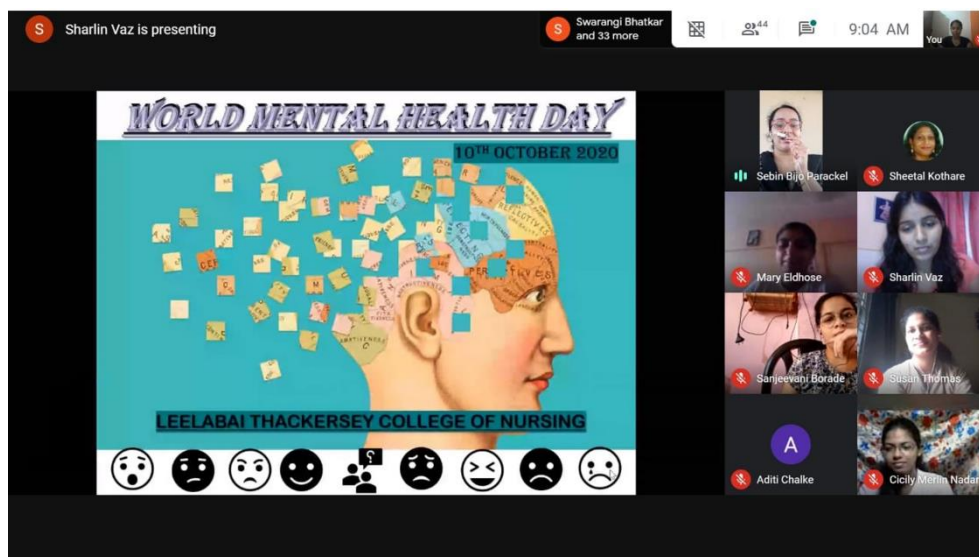 S
Sharlin Vaz is presenting
S
Swarangi Bhatkar
and 33 more
44
9:04 AM
You
WORLD MENTAL HEALTH DAY
10TH OCTOBER 2020
LEELABAI THACKERSEY COLLEGE OF NURSING
Sebin Bijo Parackel
Sheetal Kothare
Mary Eldhose
Sharlin Vaz
Sanjeevani Borade
Susan Thomas
A
Aditi Chalke
Cicily Merlin Nadar